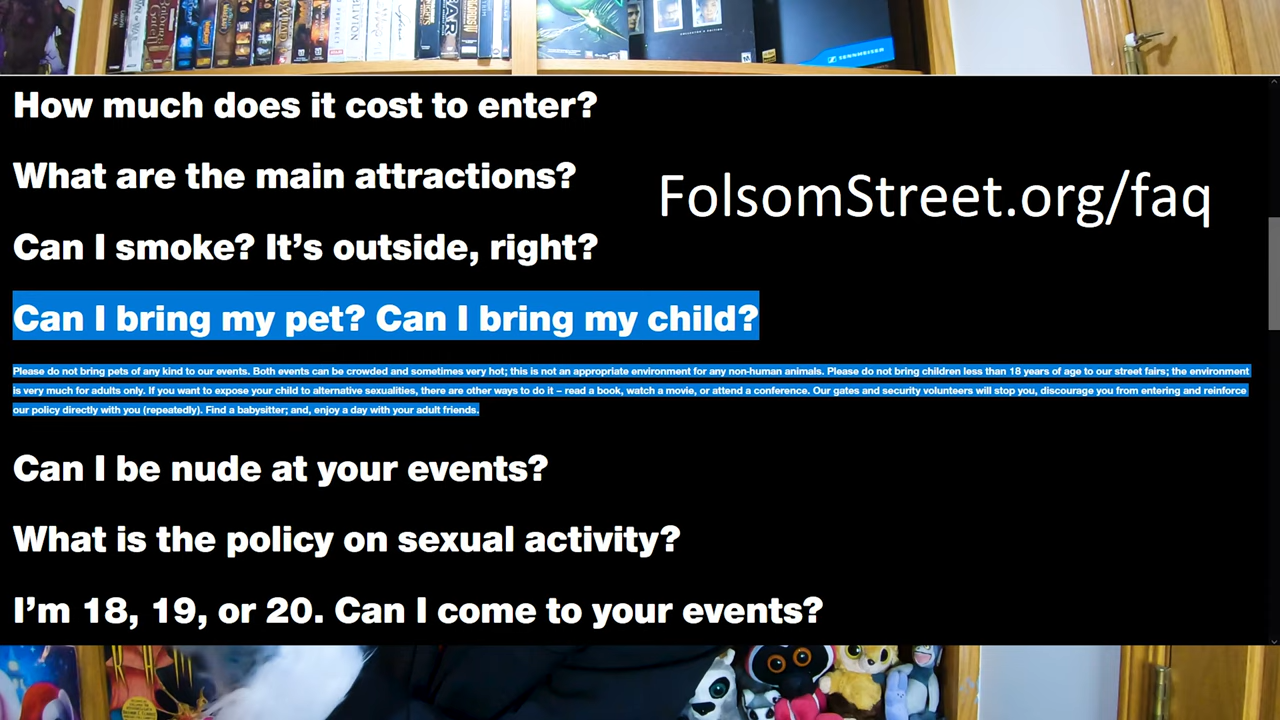 OBLIVION
SENNHEISER
How much does it cost to enter?
What are the main attractions?
FolsomStreet.org/faq
Can I smoke? It’s outside, right?
Can I bring my pet? Can I bring my child?
Please do not bring pets of any kind to our events. Both events can be crowded and sometimes very hot; this is not an appropriate environment for any non-human animals. Please do not bring children less than 18 years of age to our street fairs; the environment
is very much for adults only. If you want to expose your child to alternative sexualities, there are other ways to do it – read a book, watch a movie, or attend a conference. Our gates and security volunteers will stop you, discourage you from entering and reinforce
our policy directly with you (repeatedly). Find a babysitter; and, enjoy a day with your adult friends.
Can I be nude at your events?
What is the policy on sexual activity?
I’m 18, 19, or 20. Can I come to your events?